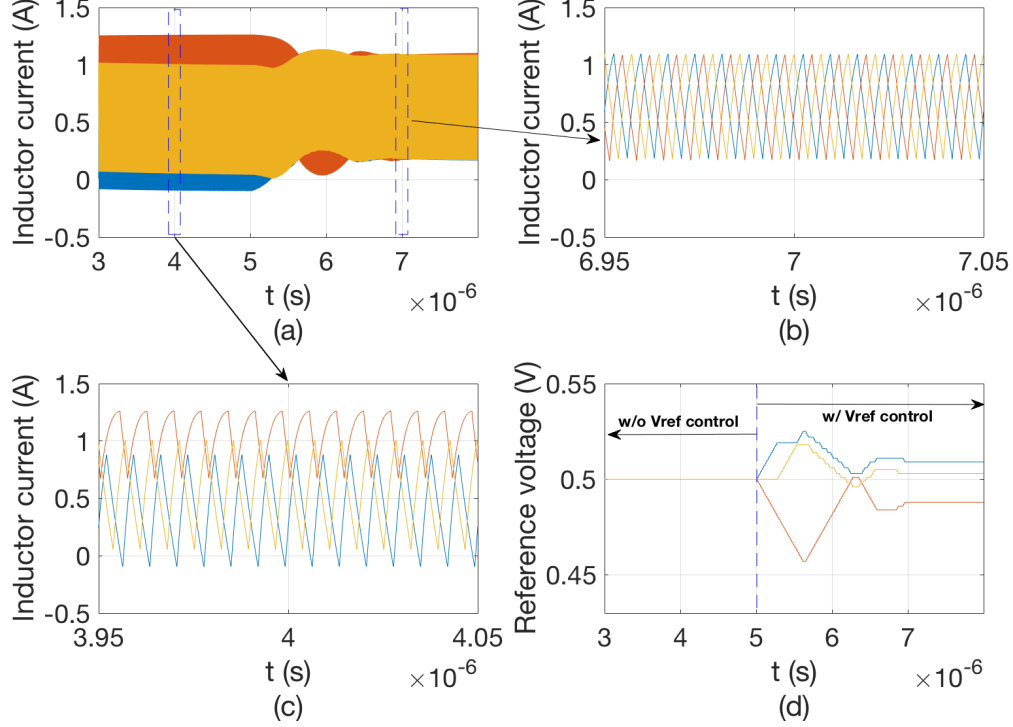 Inductor current (A)
1.5
1
0.5
0
-0.5
3
4
5
6
7
t (s)
×10-6
(a)
Inductor current (A)
1.5
1
0.5
0
-0.5
6.95
7
7.05
t (s)
×10-6
(b)
Inductor current (A)
1.5
1
0.5
0
-0.5
3.95
4
4.05
t (s)
×10-6
(c)
Reference voltage (V)
0.55
0.5
0.45
w/o Vref control
w/ Vref control
3
4
5
6
7
t (s)
×10-6
(d)